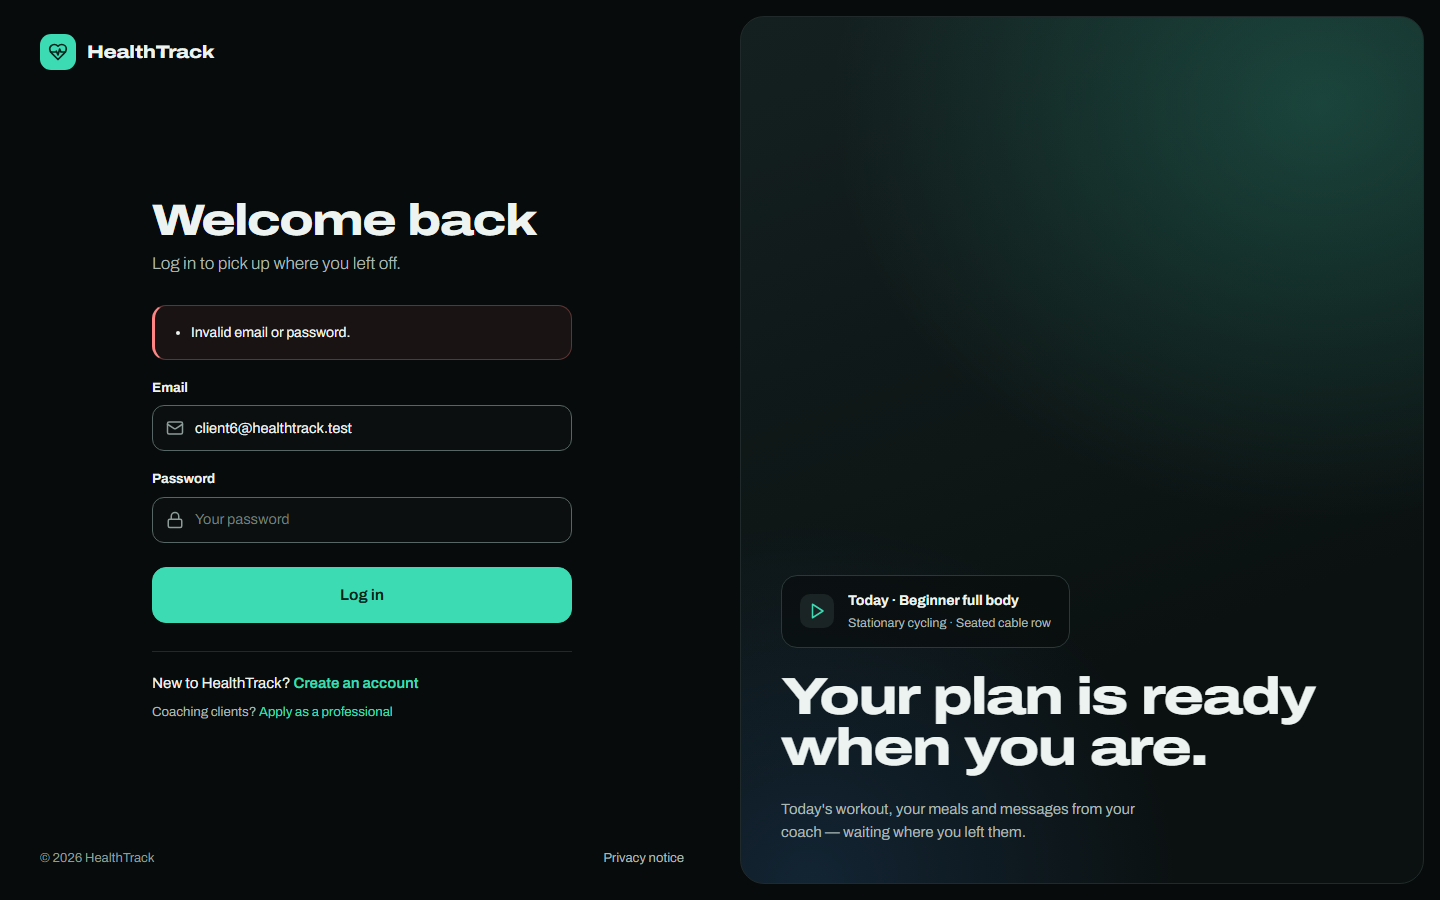 HealthTrack
Welcome back
Log in to pick up where you left off.
Invalid email or password.
Email
client6@healthtrack.test
Password
Your password
Log in
New to HealthTrack? Create an account
Coaching clients? Apply as a professional
© 2026 HealthTrack
Privacy notice
Today · Beginner full body
Stationary cycling · Seated cable row
Your plan is ready
when you are.
Today's workout, your meals and messages from your
coach — waiting where you left them.